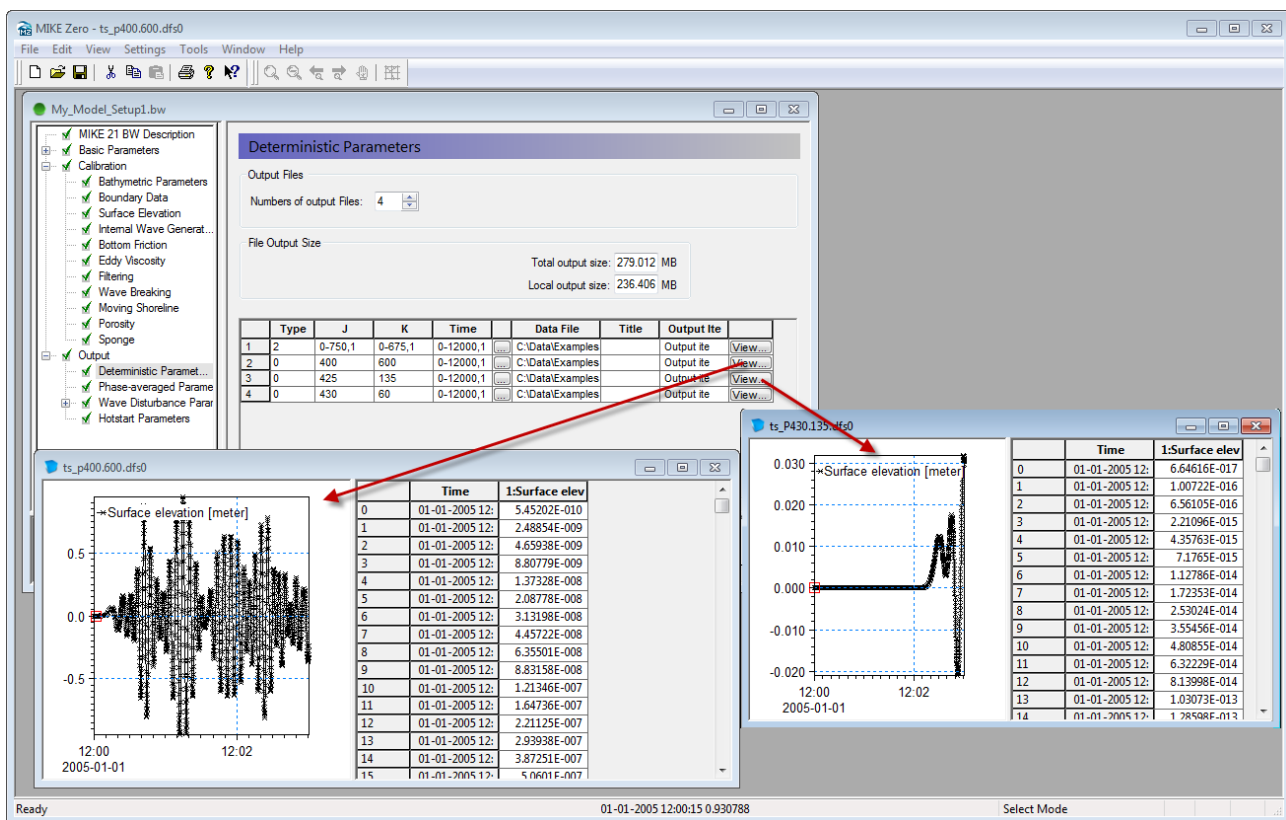 MIKE Zero - ts_p400.600.dfs0
File Edit View Settings Tools Window Help
My_Model_Setup1.bw
MIKE 21 BW Description
Basic Parameters
Calibration
Bathymetric Parameters
Boundary Data
Surface Elevation
Internal Wave Generat...
Bottom Friction
Eddy Viscosity
Filtering
Wave Breaking
Moving Shoreline
Porosity
Sponge
Output
Deterministic Paramet...
Phase-averaged Parame
Wave Disturbance Parar
Hotstart Parameters
Deterministic Parameters
Output Files
Numbers of output Files: 4
File Output Size
Total output size: 279.012 MB
Local output size: 236.406 MB
Type J K Time Data File Title Output Ite
1 2 0-750,1 0-675,1 0-12000,1 ... C:\Data\Examples Output ite View...
2 0 400 600 0-12000,1 ... C:\Data\Examples Output ite View...
3 0 425 135 0-12000,1 ... C:\Data\Examples Output ite View...
4 0 430 60 0-12000,1 ... C:\Data\Examples Output ite View...
ts_p400.600.dfs0
Surface elevation [meter]
0.5
0.0
-0.5
12:00 12:02
2005-01-01
Time 1:Surface elev
0 01-01-2005 12: 5.45202E-010
1 01-01-2005 12: 2.48854E-009
2 01-01-2005 12: 4.65938E-009
3 01-01-2005 12: 8.80779E-009
4 01-01-2005 12: 1.37328E-008
5 01-01-2005 12: 2.08778E-008
6 01-01-2005 12: 3.13198E-008
7 01-01-2005 12: 4.45722E-008
8 01-01-2005 12: 6.35501E-008
9 01-01-2005 12: 8.83158E-008
10 01-01-2005 12: 1.21346E-007
11 01-01-2005 12: 1.64736E-007
12 01-01-2005 12: 2.21125E-007
13 01-01-2005 12: 2.93938E-007
14 01-01-2005 12: 3.87251E-007
15 01-01-2005 12: 5.0601E-007
ts_P430.135.dfs0
0.030
Surface elevation [meter]
0.020
0.010
0.000
-0.010
-0.020
12:00 12:02
2005-01-01
Time 1:Surface elev
0 01-01-2005 12: 6.64616E-017
1 01-01-2005 12: 1.00722E-016
2 01-01-2005 12: 6.56105E-016
3 01-01-2005 12: 2.21096E-015
4 01-01-2005 12: 4.35763E-015
5 01-01-2005 12: 7.1765E-015
6 01-01-2005 12: 1.12786E-014
7 01-01-2005 12: 1.72353E-014
8 01-01-2005 12: 2.53024E-014
9 01-01-2005 12: 3.55456E-014
10 01-01-2005 12: 4.80855E-014
11 01-01-2005 12: 6.32229E-014
12 01-01-2005 12: 8.13998E-014
13 01-01-2005 12: 1.03073E-013
14 01-01-2005 12: 1.28598E-013
Ready 01-01-2005 12:00:15 0.930788 Select Mode